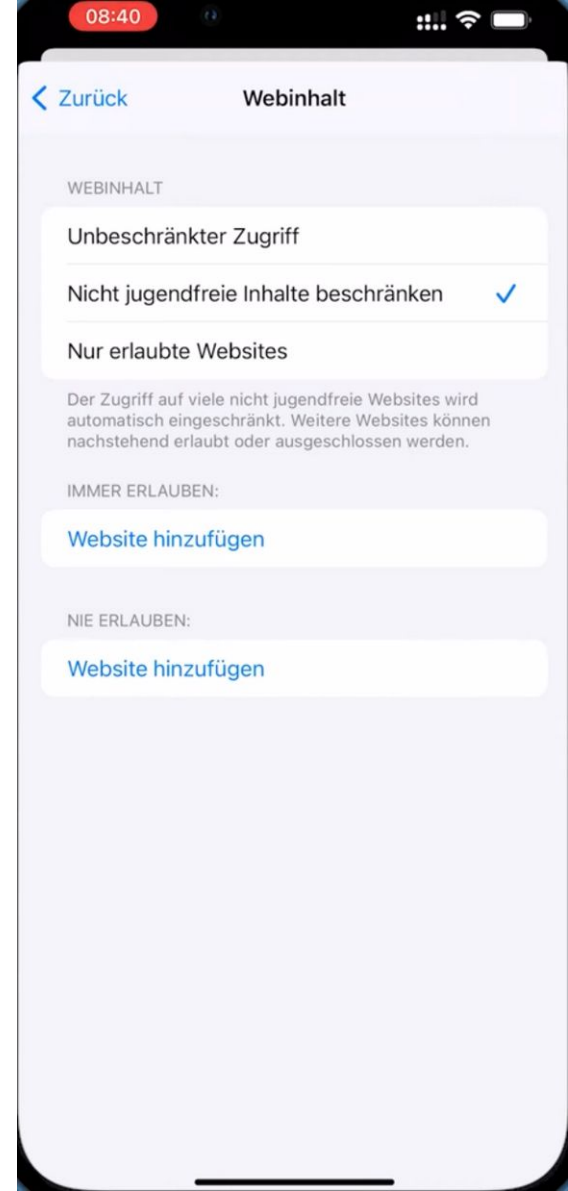 08:40
Zurück
Webinhalt
WEBINHALT
Unbeschränkter Zugriff
Nicht jugendfreie Inhalte beschränken
Nur erlaubte Websites
Der Zugriff auf viele nicht jugendfreie Websites wird
automatisch eingeschränkt. Weitere Websites können
nachstehend erlaubt oder ausgeschlossen werden.
IMMER ERLAUBEN:
Website hinzufügen
NIE ERLAUBEN:
Website hinzufügen